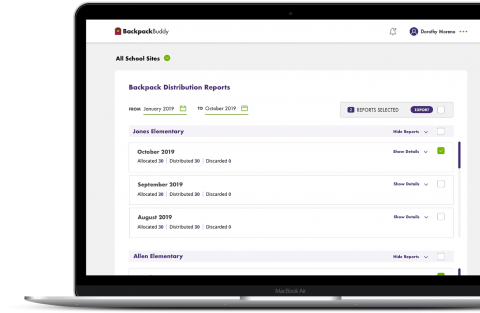 BackpackBuddy
Dorothy Moreno
All School Sites
Backpack Distribution Reports
FROM January 2019 TO October 2019
2 REPORTS SELECTED EXPORT
Jones Elementary Hide Reports
October 2019 Show Details
Allocated 30 | Distributed 30 | Discarded 0
September 2019 Show Details
Allocated 30 | Distributed 30 | Discarded 0
August 2019 Show Details
Allocated 30 | Distributed 30 | Discarded 0
Allen Elementary Hide Reports
MacBook Air